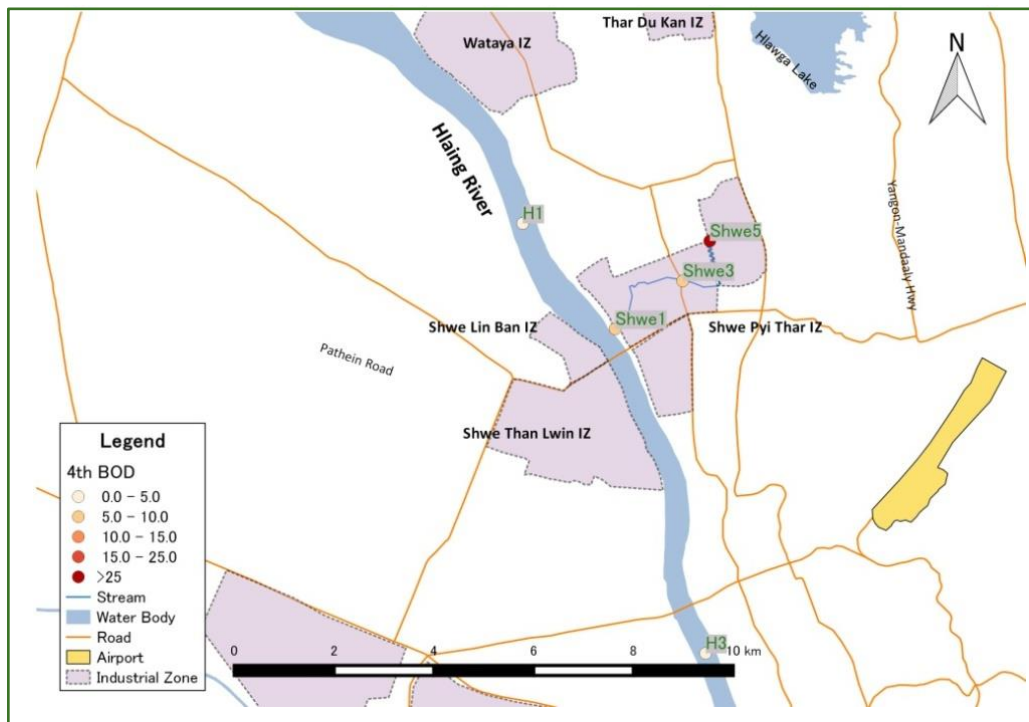 Wataya IZ
Thar Du Kan IZ
Hlawga Lake
N
Hlaing River
H1
Yangon-Mandaaly Hwy
Shwe5
Shwe3
Shwe1
Shwe Lin Ban IZ
Shwe Pyi Thar IZ
Pathein Road
Shwe Than Lwin IZ
Legend
4th BOD
0.0 - 5.0
5.0 - 10.0
10.0 - 15.0
15.0 - 25.0
>25
Stream
Water Body
Road
Airport
Industrial Zone
H3
0 2 4 6 8 10 km